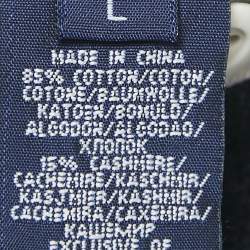 L
MADE IN CHINA
85% COTTON/COTON/
COTONE/BAUMWOLLE/
KATOEN/BOMULD/
ALGODON/ALGODAO/
ХЛОПОК
15% CASHMERE/
CACHEMIRE/KASCHMIR/
KASJMIER/KASHMIR/
CACHEMIRA/CAXEMIRA/
КАШЕМИР
EXCLUSIVE OF